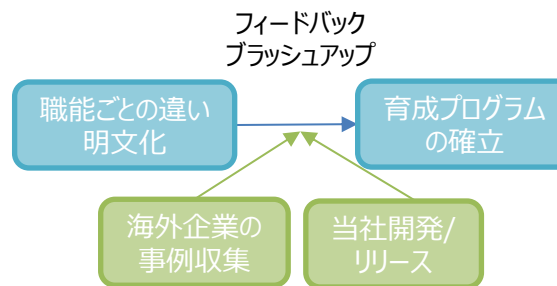 フィードバック
ブラッシュアップ
職能ごとの違い
明文化
育成プログラム
の確立
海外企業の
事例収集
当社開発/
リリース